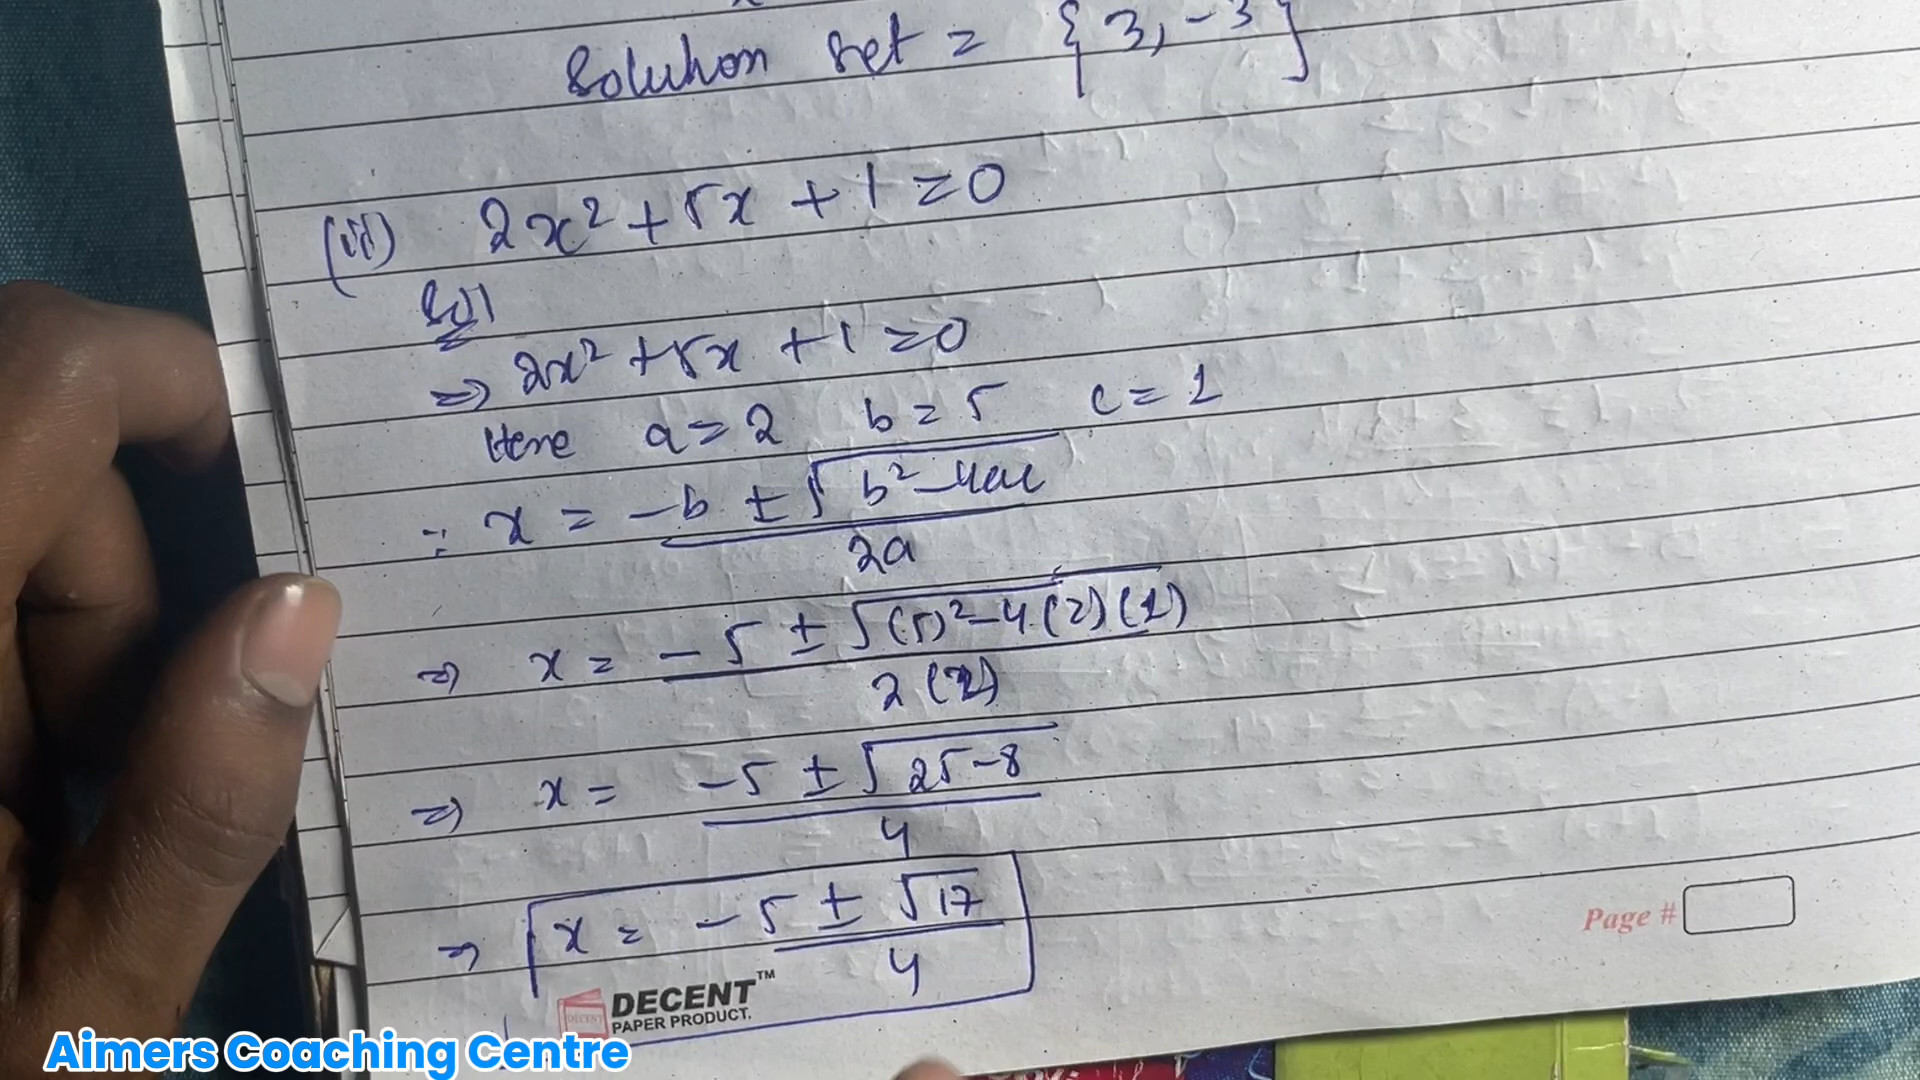 Solution set = {3, -3}
(iii) 2x² + 5x + 1 = 0
Sol
⇒ 2x² + 5x + 1 = 0
Here a = 2 b = 5 c = 1
∵ x = -b ± √(b² - 4ac) / 2a
⇒ x = -5 ± √((5)² - 4(2)(1)) / 2(2)
⇒ x = -5 ± √(25 - 8) / 4
⇒ x = -5 ± √17 / 4
Page #
DECENT™
DECENT
PAPER PRODUCT.
Aimers Coaching Centre